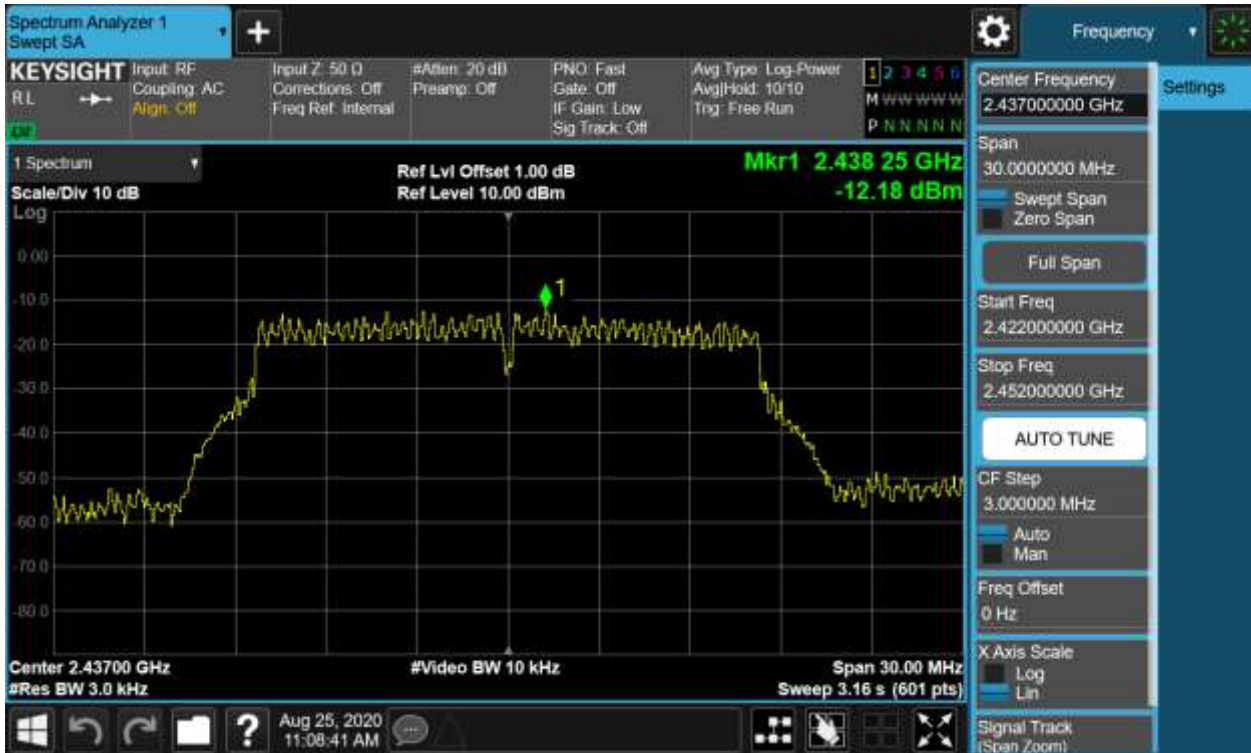 Spectrum Analyzer 1
Swept SA
+
Frequency
KEYSIGHT
RL
Input: RF
Coupling: AC
Align: Off
Input Z: 50 Ω
Corrections: Off
Freq Ref: Internal
#Atten: 20 dB
Preamp: Off
PNO: Fast
Gate: Off
IF Gain: Low
Sig Track: Off
Avg Type: Log-Power
Avg|Hold: 10/10
Trig: Free Run
1 2 3 4 5 6
M W W W W W
P N N N N N
1 Spectrum
Scale/Div 10 dB
Ref Lvl Offset 1.00 dB
Ref Level 10.00 dBm
Mkr1 2.438 25 GHz
-12.18 dBm
Log
0.00
-10.0
-20.0
-30.0
-40.0
-50.0
-60.0
-70.0
-80.0
1
Center 2.43700 GHz
#Res BW 3.0 kHz
#Video BW 10 kHz
Span 30.00 MHz
Sweep 3.16 s (601 pts)
Center Frequency
2.437000000 GHz
Settings
Span
30.0000000 MHz
Swept Span
Zero Span
Full Span
Start Freq
2.422000000 GHz
Stop Freq
2.452000000 GHz
AUTO TUNE
CF Step
3.000000 MHz
Auto
Man
Freq Offset
0 Hz
X Axis Scale
Log
Lin
Signal Track
(Span Zoom)
?
Aug 25, 2020
11:08:41 AM